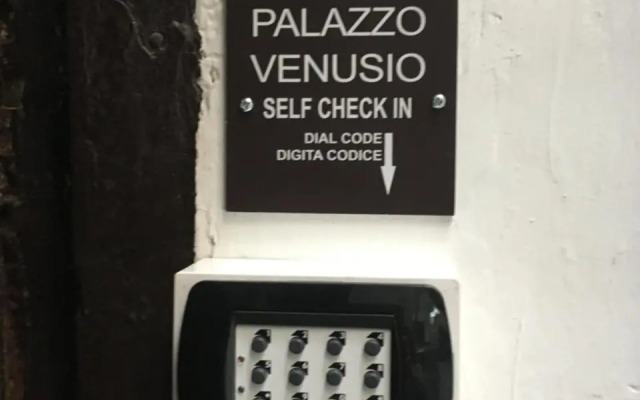 PALAZZO
VENUSIO
SELF CHECK IN
DIAL CODE
DIGITA CODICE